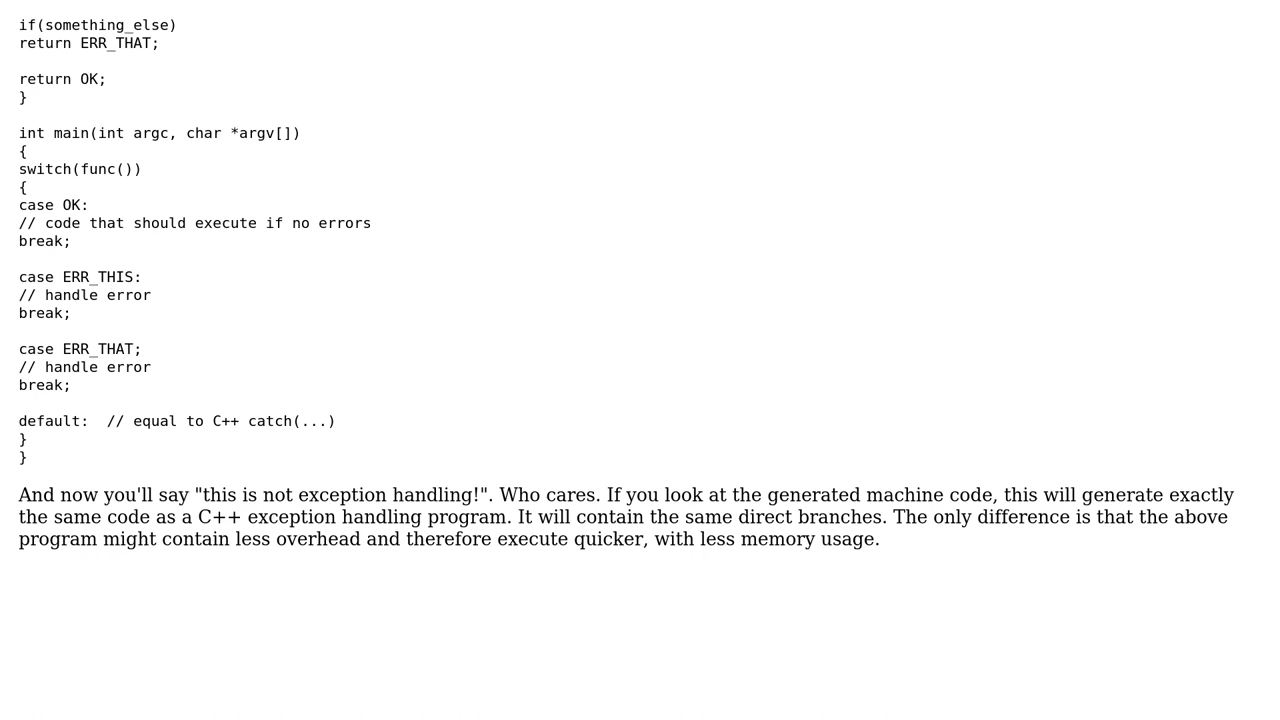 if(something_else)
return ERR_THAT;

return OK;
}

int main(int argc, char *argv[])
{
switch(func())
{
case OK:
// code that should execute if no errors
break;

case ERR_THIS:
// handle error
break;

case ERR_THAT;
// handle error
break;

default:  // equal to C++ catch(...)
}
}

And now you'll say "this is not exception handling!". Who cares. If you look at the generated machine code, this will generate exactly
the same code as a C++ exception handling program. It will contain the same direct branches. The only difference is that the above
program might contain less overhead and therefore execute quicker, with less memory usage.